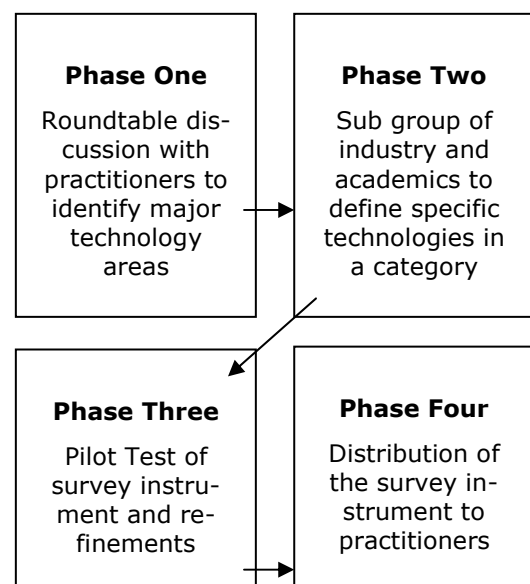 Phase One
Roundtable dis-
cussion with
practitioners to
identify major
technology
areas
Phase Two
Sub group of
industry and
academics to
define specific
technologies in
a category
Phase Three
Pilot Test of
survey instru-
ment and re-
finements
Phase Four
Distribution of
the survey in-
strument to
practitioners